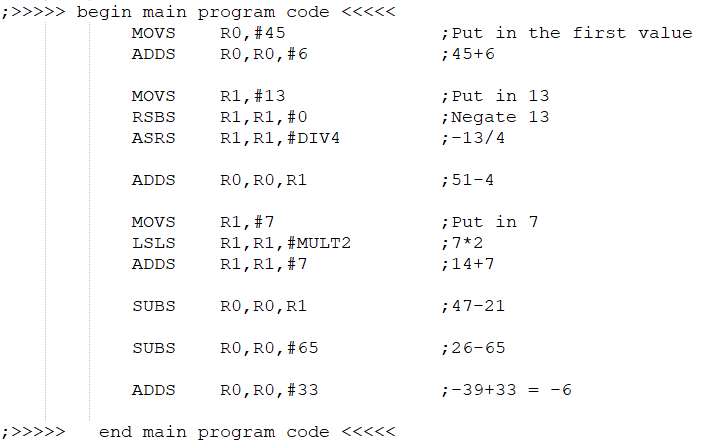 ;>>>>> begin main program code <<<<<
MOVS R0,#45 ;Put in the first value
ADDS R0,R0,#6 ;45+6
MOVS R1,#13 ;Put in 13
RSBS R1,R1,#0 ;Negate 13
ASRS R1,R1,#DIV4 ;-13/4
ADDS R0,R0,R1 ;51-4
MOVS R1,#7 ;Put in 7
LSLS R1,R1,#MULT2 ;7*2
ADDS R1,R1,#7 ;14+7
SUBS R0,R0,R1 ;47-21
SUBS R0,R0,#65 ;26-65
ADDS R0,R0,#33 ;-39+33 = -6
;>>>>> end main program code <<<<<